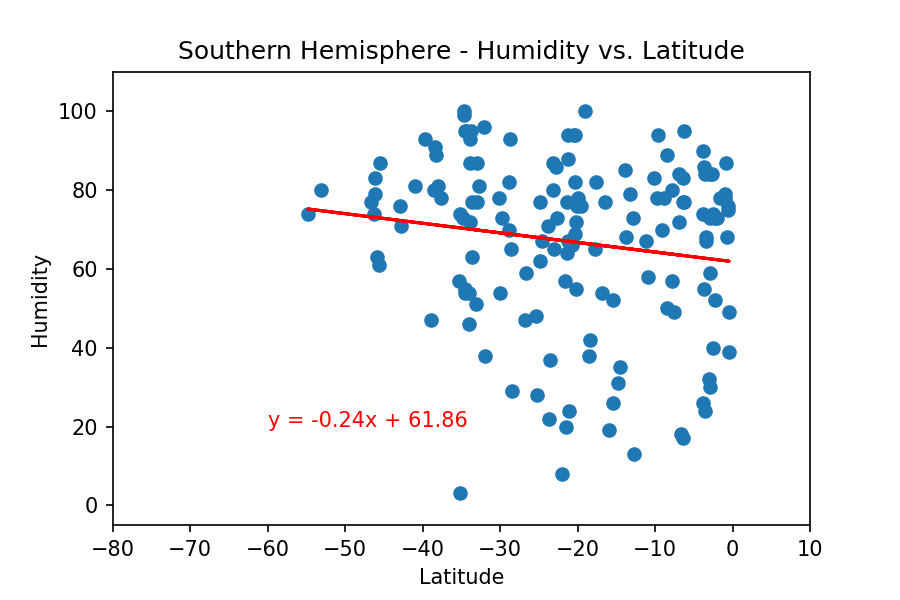 Southern Hemisphere - Humidity vs. Latitude
100
80
60
40
20
0
Humidity
y = -0.24x + 61.86
−80 −70 −60 −50 −40 −30 −20 −10 0 10
Latitude